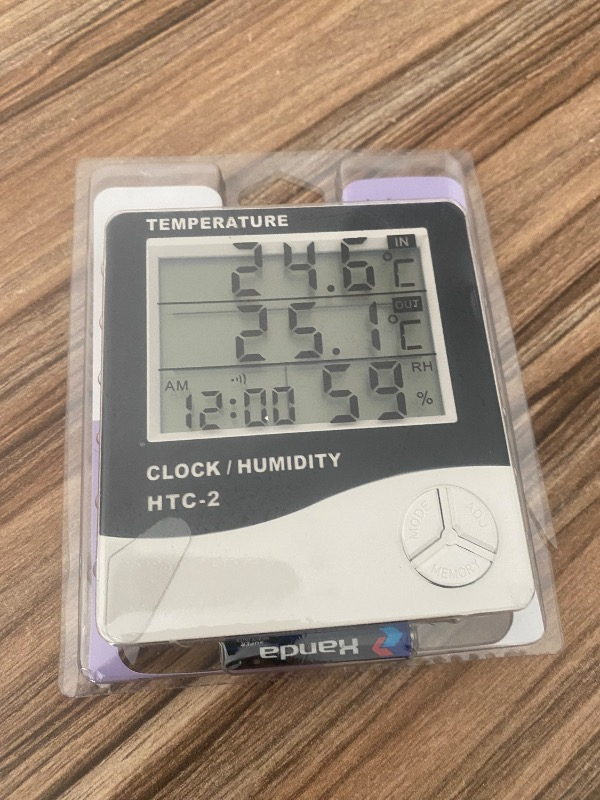 TEMPERATURE
IN
24.6°C
OUT
25.1°C
AM 12:00 59 RH %
CLOCK / HUMIDITY
HTC-2
MODE
ADJ
MEMORY
Xanda
SUPER